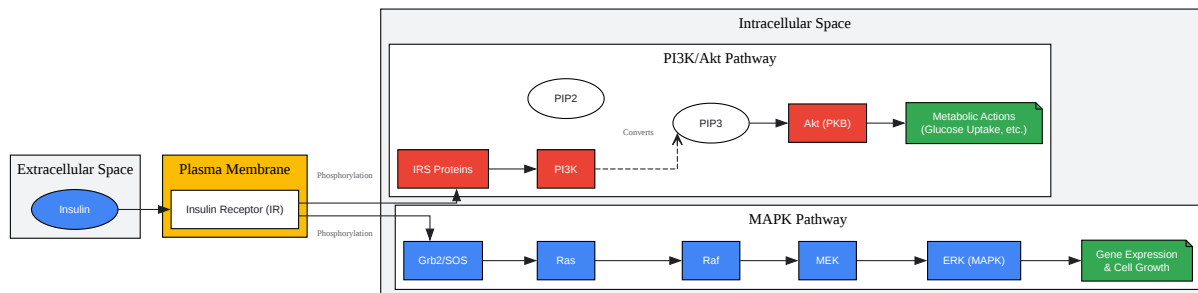 Intracellular Space
PI3K/Akt Pathway
PIP2
PIP3
Akt (PKB)
Metabolic Actions
(Glucose Uptake, etc.)
Converts
Extracellular Space
Plasma Membrane
Phosphorylation
IRS Proteins
PI3K
Insulin
Insulin Receptor (IR)
Phosphorylation
MAPK Pathway
Grb2/SOS
Ras
Raf
MEK
ERK (MAPK)
Gene Expression
& Cell Growth